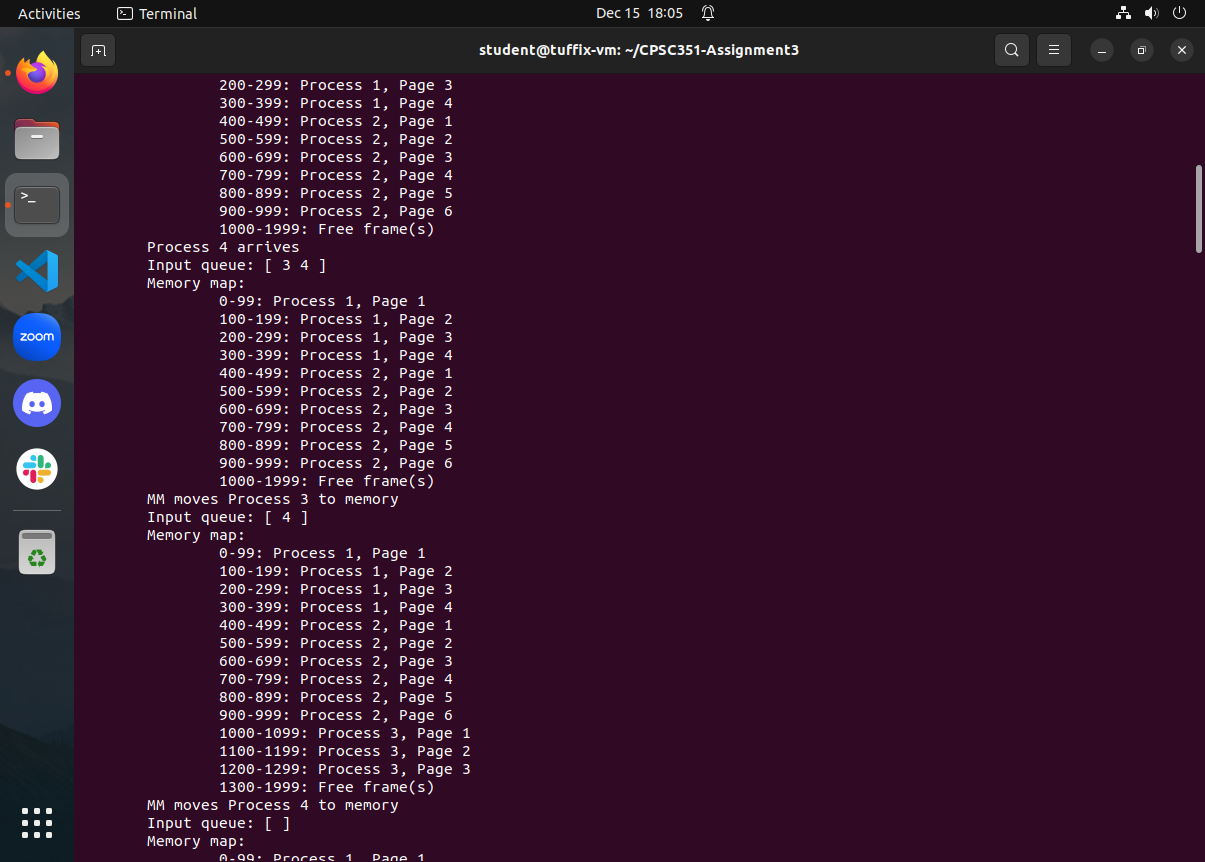 Activities
Terminal
Dec 15 18:05
student@tuffix-vm: ~/CPSC351-Assignment3
200-299: Process 1, Page 3
300-399: Process 1, Page 4
400-499: Process 2, Page 1
500-599: Process 2, Page 2
600-699: Process 2, Page 3
700-799: Process 2, Page 4
800-899: Process 2, Page 5
900-999: Process 2, Page 6
1000-1999: Free frame(s)
Process 4 arrives
Input queue: [ 3 4 ]
Memory map:
0-99: Process 1, Page 1
100-199: Process 1, Page 2
200-299: Process 1, Page 3
300-399: Process 1, Page 4
400-499: Process 2, Page 1
500-599: Process 2, Page 2
600-699: Process 2, Page 3
700-799: Process 2, Page 4
800-899: Process 2, Page 5
900-999: Process 2, Page 6
1000-1999: Free frame(s)
MM moves Process 3 to memory
Input queue: [ 4 ]
Memory map:
0-99: Process 1, Page 1
100-199: Process 1, Page 2
200-299: Process 1, Page 3
300-399: Process 1, Page 4
400-499: Process 2, Page 1
500-599: Process 2, Page 2
600-699: Process 2, Page 3
700-799: Process 2, Page 4
800-899: Process 2, Page 5
900-999: Process 2, Page 6
1000-1099: Process 3, Page 1
1100-1199: Process 3, Page 2
1200-1299: Process 3, Page 3
1300-1999: Free frame(s)
MM moves Process 4 to memory
Input queue: [ ]
Memory map:
0-99: Process 1, Page 1
>_
zoom